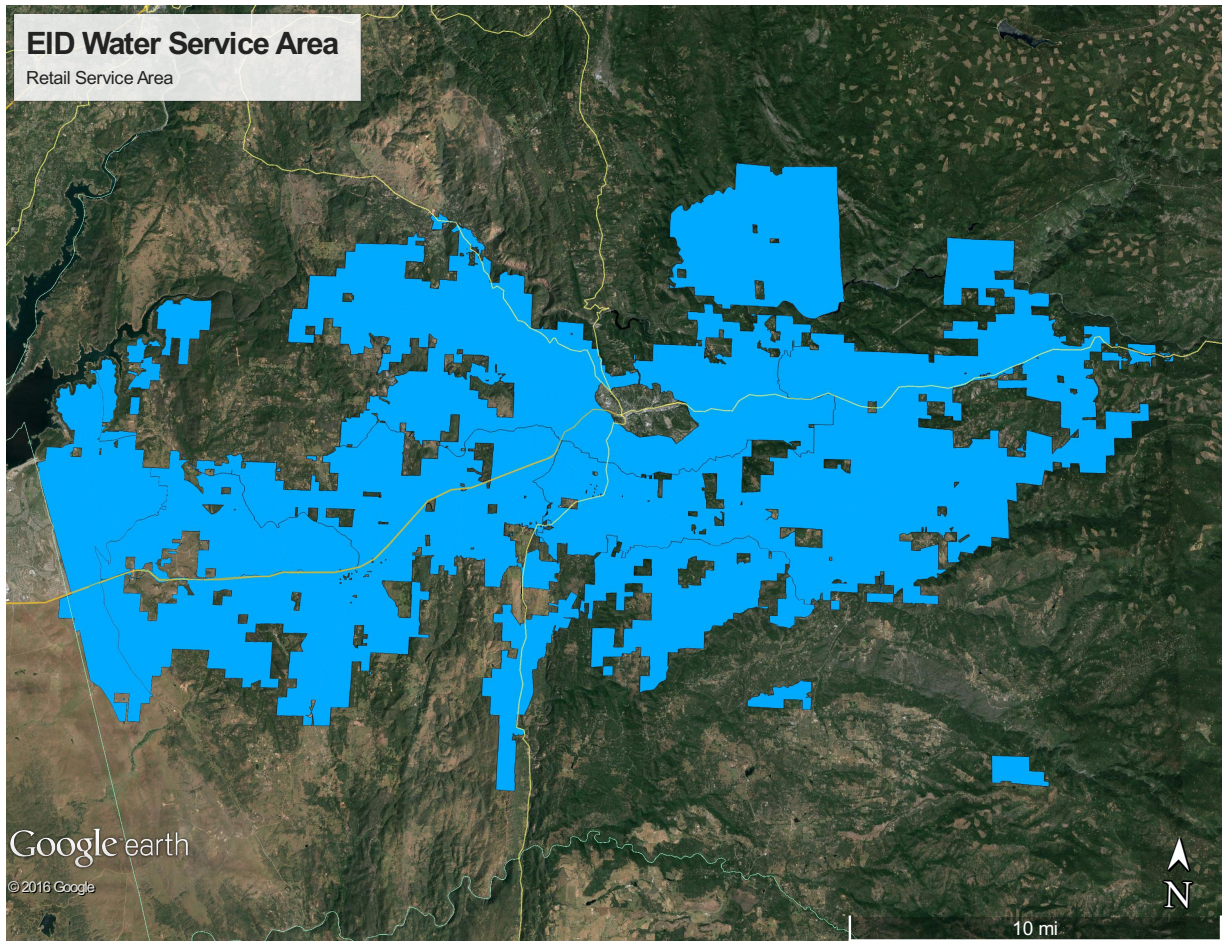 EID Water Service Area
Retail Service Area
Google earth
© 2016 Google
N
10 mi